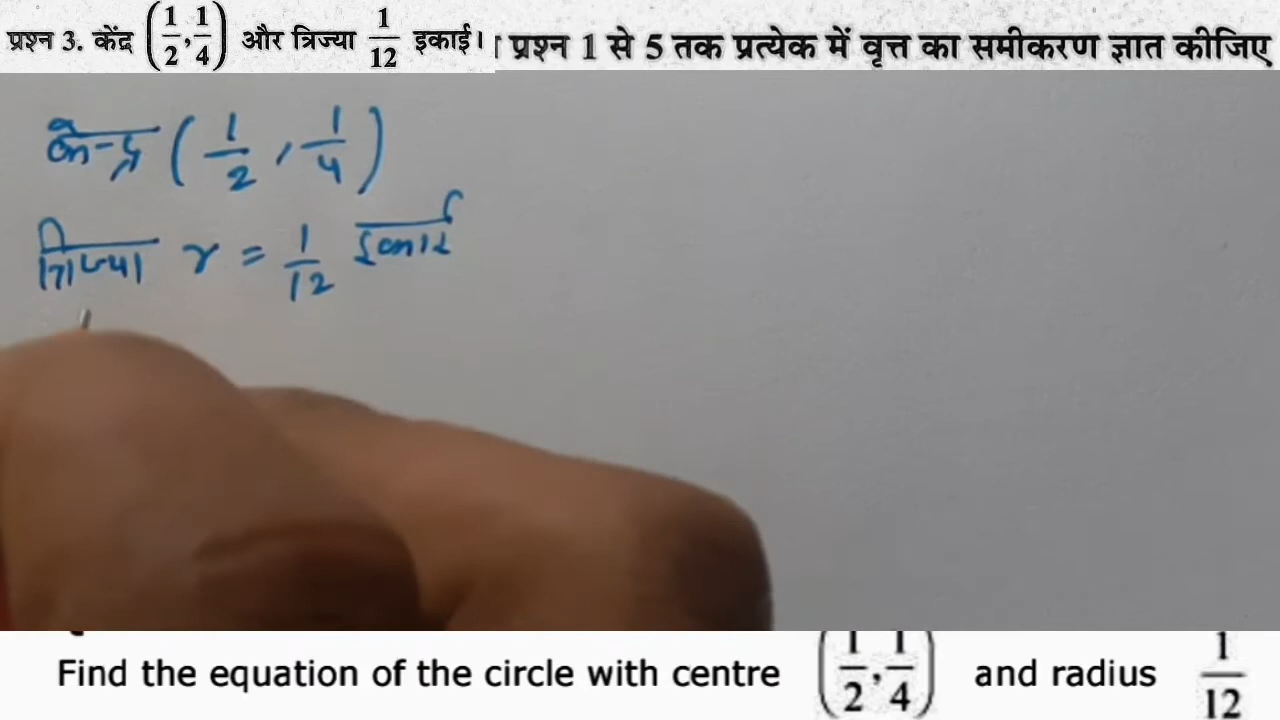 प्रश्न 3. केंद्र (1/2, 1/4) और त्रिज्या 1/12 इकाई।
प्रश्न 1 से 5 तक प्रत्येक में वृत्त का समीकरण ज्ञात कीजिए
केन्द्र (1/2, 1/4)
त्रिज्या r = 1/12 इकाई
Find the equation of the circle with centre (1/2, 1/4) and radius 1/12